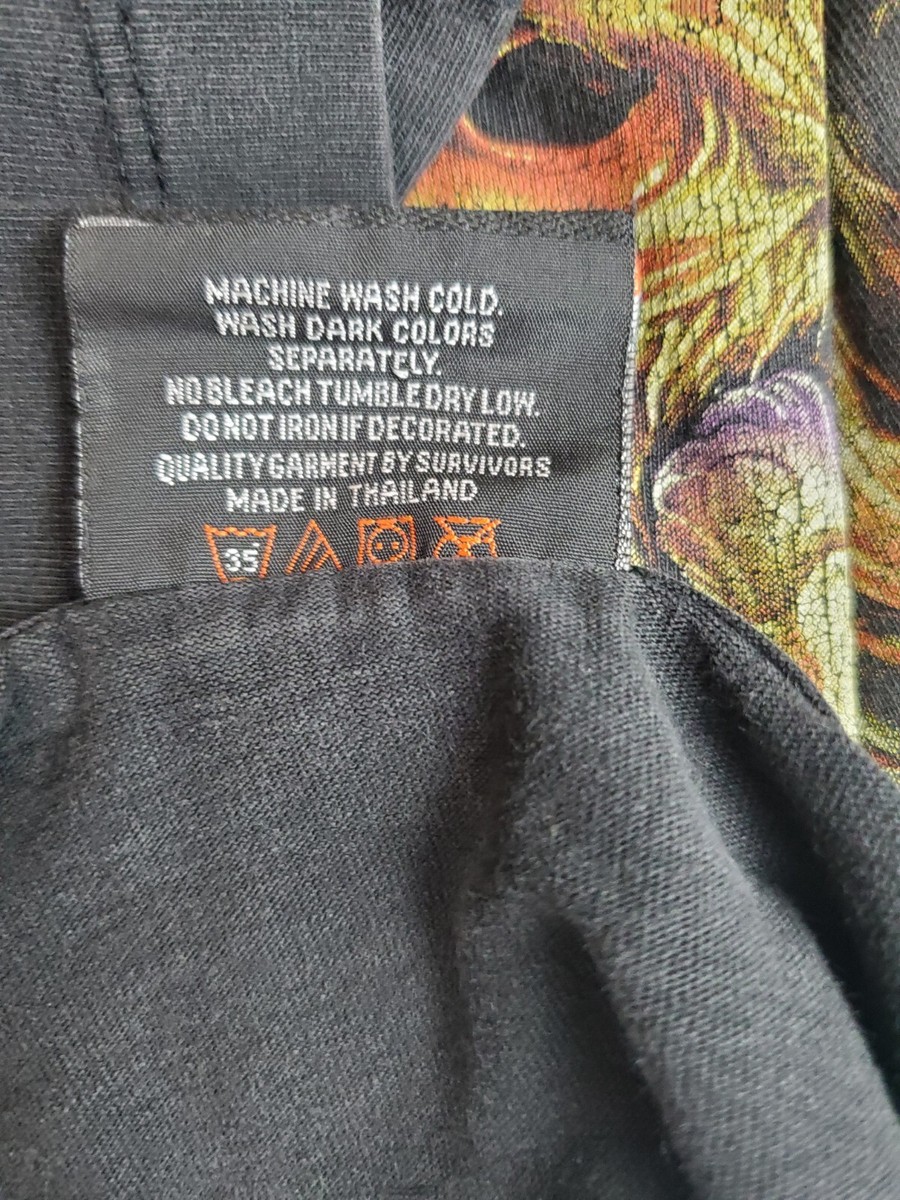 MACHINE WASH COLD.
WASH DARK COLORS
SEPARATELY.
NO BLEACH TUMBLE DRY LOW.
DO NOT IRON IF DECORATED.
QUALITY GARMENT BY SURVIVORS
MADE IN THAILAND
35